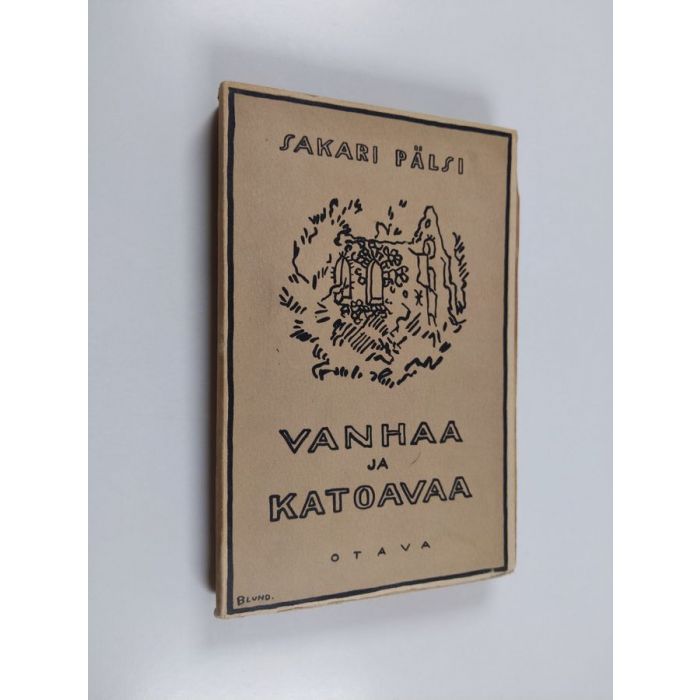 SAKARI PÄLSI
VANHAA
JA
KATOAVAA
OTAVA
BLUND.